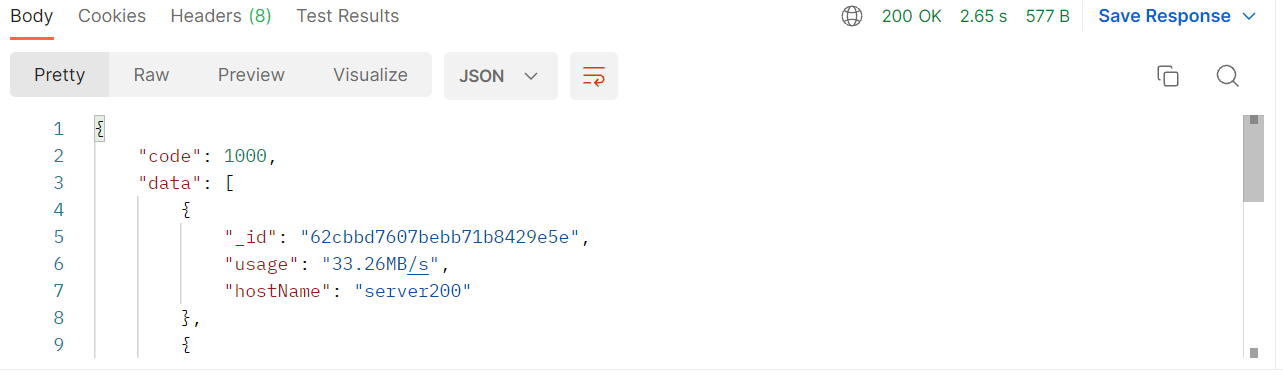 Body Cookies Headers (8) Test Results 200 OK 2.65 s 577 B Save Response
Pretty Raw Preview Visualize JSON
1 {
2 "code": 1000,
3 "data": [
4 {
5 "_id": "62cbbd7607bebb71b8429e5e",
6 "usage": "33.26MB/s",
7 "hostName": "server200"
8 },
9 {